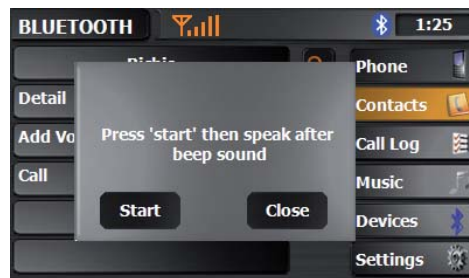 BLUETOOTH
1:25
Phone
Detail
Contacts
Add Vo
Press 'start' then speak after
beep sound
Call Log
Call
Music
Start
Close
Devices
Settings